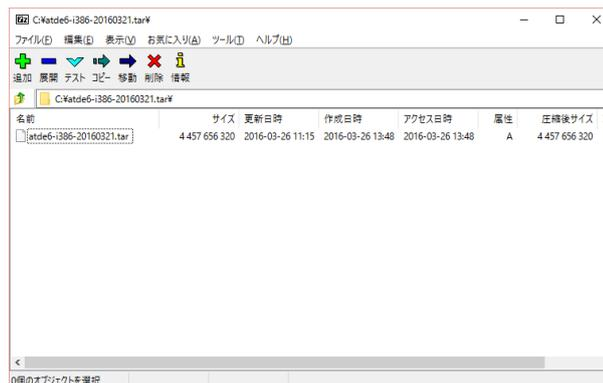 7z C:¥atde6-i386-20160321.tar¥
ファイル(F) 編集(E) 表示(V) お気に入り(A) ツール(T) ヘルプ(H)
追加 展開 テスト コピー 移動 削除 情報
C:¥atde6-i386-20160321.tar¥
名前 サイズ 更新日時 作成日時 アクセス日時 属性 圧縮後サイズ
atde6-i386-20160321.tar 4 457 656 320 2016-03-26 11:15 2016-03-26 13:48 2016-03-26 13:48 A 4 457 656 320
0個のオブジェクトを選択